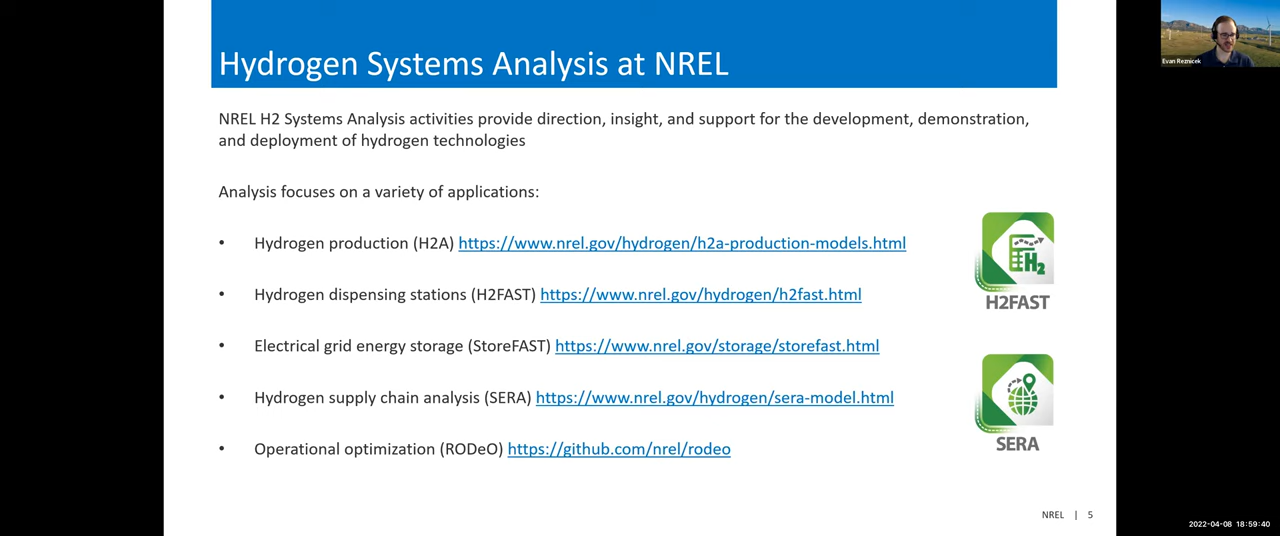 Hydrogen Systems Analysis at NREL
Evan Reznicek
NREL H2 Systems Analysis activities provide direction, insight, and support for the development, demonstration,
and deployment of hydrogen technologies
Analysis focuses on a variety of applications:
• Hydrogen production (H2A) https://www.nrel.gov/hydrogen/h2a-production-models.html
• Hydrogen dispensing stations (H2FAST) https://www.nrel.gov/hydrogen/h2fast.html
H2
H2FAST
• Electrical grid energy storage (StoreFAST) https://www.nrel.gov/storage/storefast.html
• Hydrogen supply chain analysis (SERA) https://www.nrel.gov/hydrogen/sera-model.html
SERA
• Operational optimization (RODeO) https://github.com/nrel/rodeo
NREL | 5
2022-04-08 18:59:40